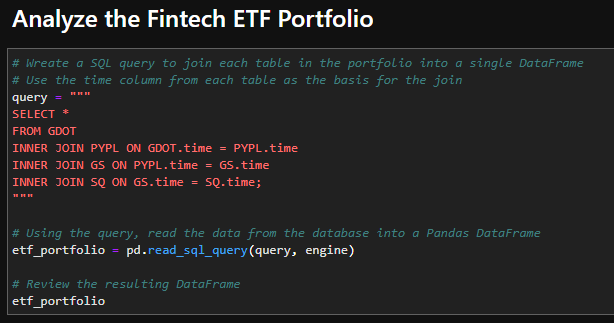 Analyze the Fintech ETF Portfolio
# Wreate a SQL query to join each table in the portfolio into a single DataFrame
# Use the time column from each table as the basis for the join
query = """
SELECT *
FROM GDOT
INNER JOIN PYPL ON GDOT.time = PYPL.time
INNER JOIN GS ON PYPL.time = GS.time
INNER JOIN SQ ON GS.time = SQ.time;
"""
# Using the query, read the data from the database into a Pandas DataFrame
etf_portfolio = pd.read_sql_query(query, engine)
# Review the resulting DataFrame
etf_portfolio